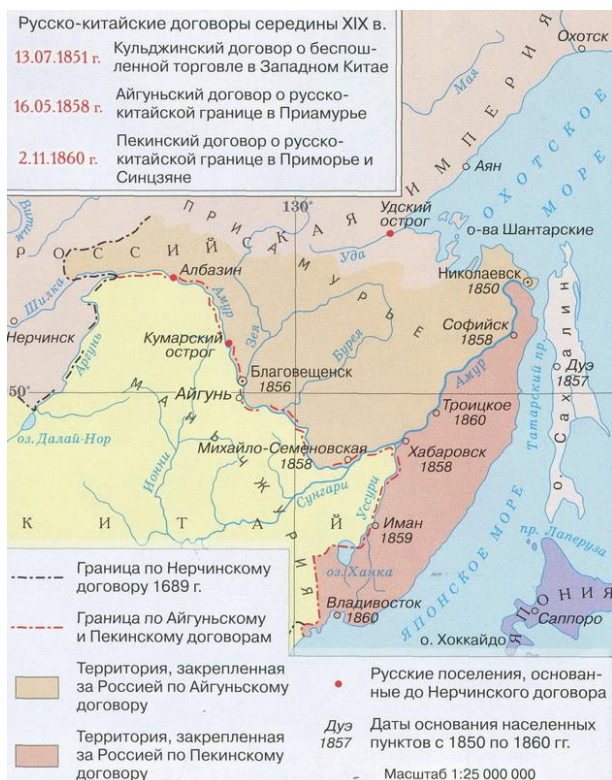 Русско-китайские договоры середины XIX в.
13.07.1851 г.
Кульджинский договор о беспош-
ленной торговле в Западном Китае
16.05.1858 г.
Айгуньский договор о русско-
китайской границе в Приамурье
2.11.1860 г.
Пекинский договор о русско-
китайской границе в Приморье и
Синцзяне
РОССИЙСКАЯ ИМПЕРИЯ
Охотск
Мая
Аян
ОХОТСКОЕ
МОРЕ
130
Удский
острог
Уда
о-ва Шантарские
Витим
ПРИАМУРЬЕ
Албазин
Амур
Зея
Николаевск
1850
Шилка
Нерчинск
Аргунь
Кумарский
острог
Бурея
Софийск
1858
Амур
Татарский пр.
о. Сахалин
Дуэ
1857
50°
Благовещенск
1856
Айгунь
Троицкое
1860
оз. Далай-Нор
МАНЬЧЖУРИЯ
Михайло-Семеновская
1858
Хабаровск
1858
Нонни
Сунгари
Уссури
КИТАЙ
Иман
1859
пр. Лаперуза
оз. Ханка
ЯПОНСКОЕ МОРЕ
Владивосток
1860
ЯПОНИЯ
Саппоро
о. Хоккайдо
Граница по Нерчинскому
договору 1689 г.
Граница по Айгуньскому
и Пекинскому договорам
Территория, закрепленная
за Россией по Айгуньскому
договору
Территория, закрепленная
за Россией по Пекинскому
договору
Русские поселения, основан-
ные до Нерчинского договора
Дуэ
1857
Даты основания населенных
пунктов с 1850 по 1860 гг.
Масштаб 1:25 000 000